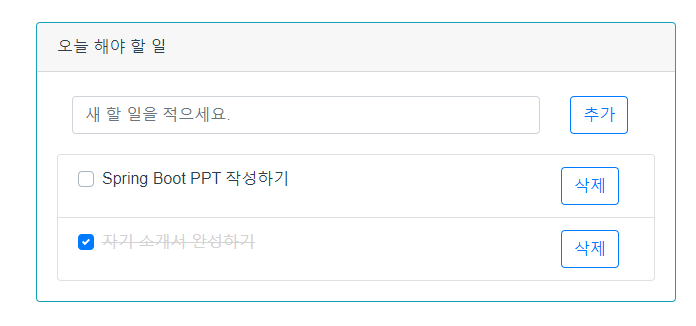 오늘 해야 할 일
새 할 일을 적으세요. 추가
Spring Boot PPT 작성하기 삭제
자기 소개서 완성하기 삭제